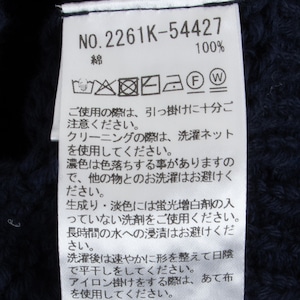 NO.2261K-54427
綿 100%
F W
ご使用の際は、引っ掛けに十分ご
注意ください。
クリーニングの際は、洗濯ネット
を使用してください。
濃色は色落ちする事がありますの
で、他の物とのお洗濯はお避けく
ださい。
生成り・淡色には蛍光増白剤の入
っていない洗剤をご使用ください。
長時間の水への浸漬はお避けくだ
さい。
洗濯後は速やかに形を整えて日陰
で平干しをしてください。
アイロン掛けをする際は、あて布
を使用してください。